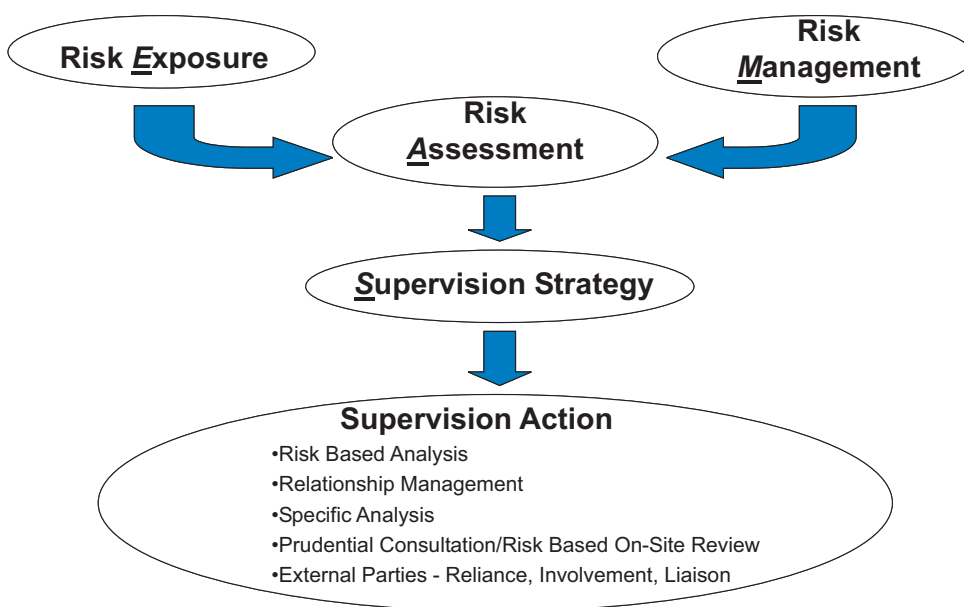 Risk Exposure
Risk
Management
Risk
Assessment
Supervision Strategy
Supervision Action
•Risk Based Analysis
•Relationship Management
•Specific Analysis
•Prudential Consultation/Risk Based On-Site Review
•External Parties - Reliance, Involvement, Liaison